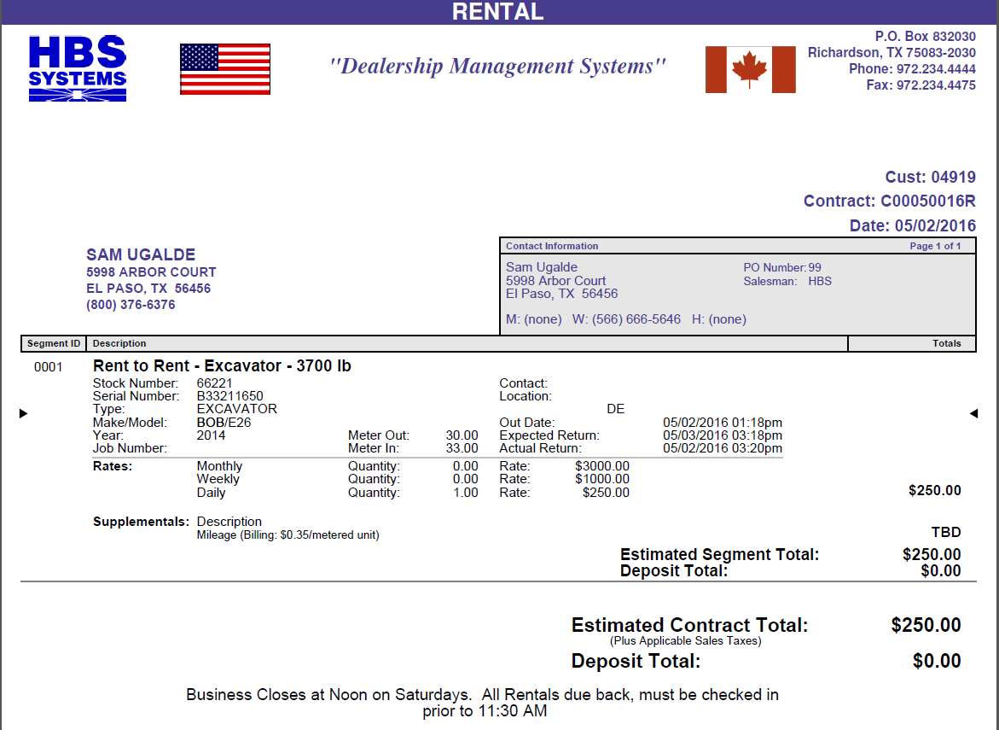 RENTAL
HBS
SYSTEMS
"Dealership Management Systems"
P.O. Box 832030
Richardson, TX 75083-2030
Phone: 972.234.4444
Fax: 972.234.4475
Cust: 04919
Contract: C00050016R
Date: 05/02/2016
SAM UGALDE
5998 ARBOR COURT
EL PASO, TX 56456
(800) 376-6376
Contact Information Page 1 of 1
Sam Ugalde PO Number: 99
5998 Arbor Court Salesman: HBS
El Paso, TX 56456
M: (none) W: (566) 666-5646 H: (none)
Segment ID Description Totals
0001 Rent to Rent - Excavator - 3700 lb
Stock Number: 66221 Contact:
Serial Number: B33211650 Location:
Type: EXCAVATOR DE
Make/Model: BOB/E26 Out Date: 05/02/2016 01:18pm
Year: 2014 Meter Out: 30.00 Expected Return: 05/03/2016 03:18pm
Job Number: Meter In: 33.00 Actual Return: 05/02/2016 03:20pm
Rates: Monthly Quantity: 0.00 Rate: $3000.00
Weekly Quantity: 0.00 Rate: $1000.00
Daily Quantity: 1.00 Rate: $250.00 $250.00
Supplementals: Description
Mileage (Billing: $0.35/metered unit) TBD
Estimated Segment Total: $250.00
Deposit Total: $0.00
Estimated Contract Total: $250.00
(Plus Applicable Sales Taxes)
Deposit Total: $0.00
Business Closes at Noon on Saturdays. All Rentals due back, must be checked in
prior to 11:30 AM